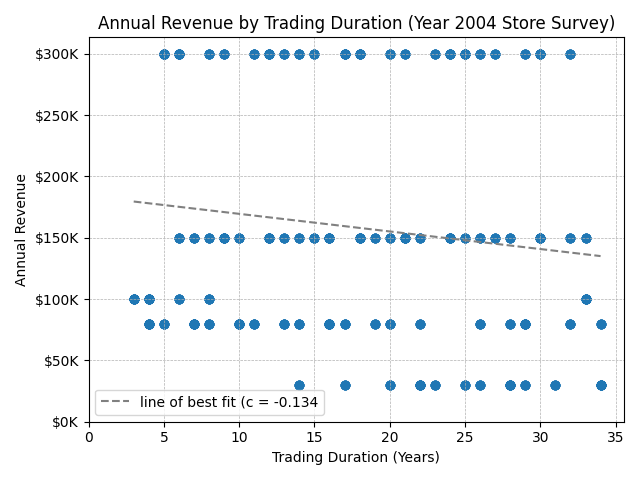 Annual Revenue by Trading Duration (Year 2004 Store Survey)
$300K
$250K
$200K
$150K
$100K
$50K
$0K
Annual Revenue
line of best fit (c = -0.134
0 5 10 15 20 25 30 35
Trading Duration (Years)